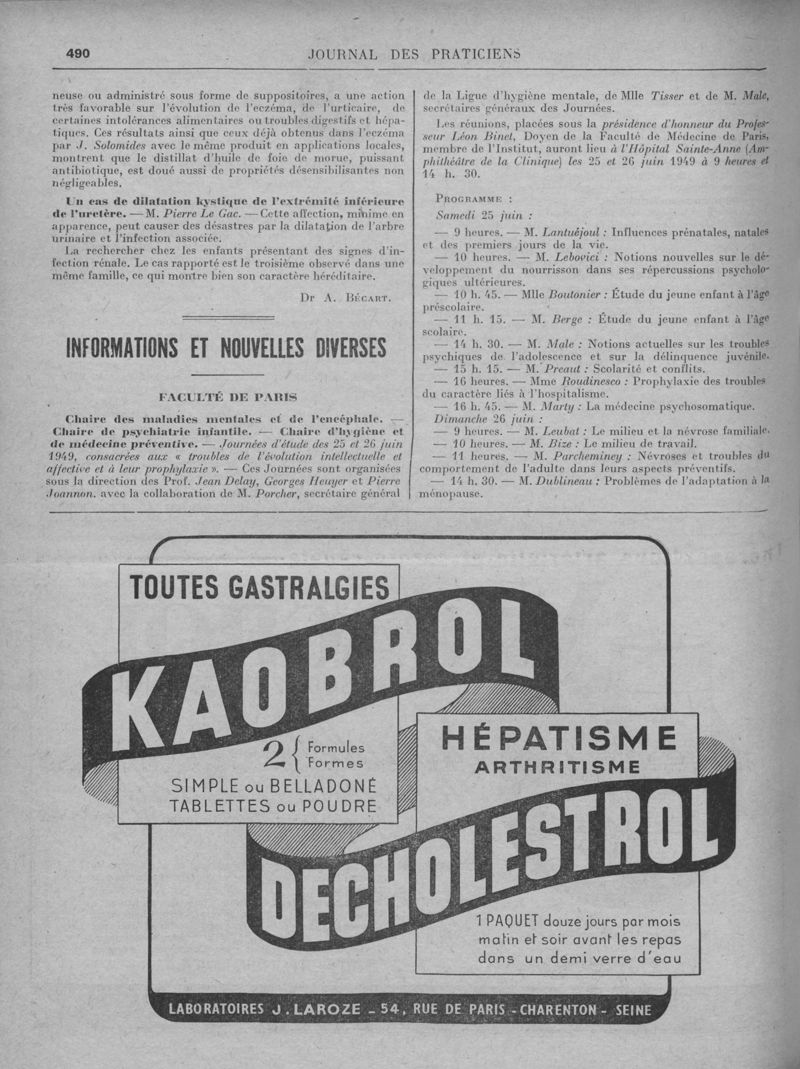 490
JOURNAL DES PRATICIENS
neuse ou administré sous forme de suppositoires, a une action
très favorable sur l'évolution de l'eczéma, de l'urticaire, de
certaines intolérances alimentaires ou troubles digestifs et hépa-
tiques. Ces résultats ainsi que ceux déjà obtenus dans l'eczéma
par J. Solomides avec le même produit en applications locales,
montrent que le distillat d'huile de foie de morue, puissant
antibiotique, est doué aussi de propriétés désensibilisantes non
négligeables.
Un cas de dilatation kystique de l'extrémité inférieure
de l'uretère. — M. Pierre Le Gac. — Cette affection, minime en
apparence, peut causer des désastres par la dilatation de l'arbre
urinaire et l'infection associée.
La rechercher chez les enfants présentant des signes d'in-
fection rénale. Le cas rapporté est le troisième observé dans une
même famille, ce qui montre bien son caractère héréditaire.
Dr A. BÉCART.
INFORMATIONS ET NOUVELLES DIVERSES
FACULTÉ DE PARIS
Chaire des maladies mentales et de l'encéphale. —
Chaire de psychiatrie infantile. — Chaire d'hygiène et
de médecine préventive. — Journées d'étude des 25 et 26 juin
1949, consacrées aux « troubles de l'évolution intellectuelle et
affective et à leur prophylaxie ». — Ces Journées sont organisées
sous la direction des Prof. Jean Delay, Georges Heuyer et Pierre
Joannon, avec la collaboration de M. Porcher, secrétaire général
de la Ligue d'hygiène mentale, de Mlle Tisser et de M. Male,
secrétaires généraux des Journées.
Les réunions, placées sous la présidence d'honneur du Profes-
seur Léon Binet, Doyen de la Faculté de Médecine de Paris,
membre de l'Institut, auront lieu à l'Hôpital Sainte-Anne (Am-
phithéâtre de la Clinique) les 25 et 26 juin 1949 à 9 heures et
14 h. 30.
PROGRAMME :
Samedi 25 juin :
— 9 heures. — M. Lantuéjoul : Influences prénatales, natales
et des premiers jours de la vie.
— 10 heures. — M. Lebovici : Notions nouvelles sur le dé-
veloppement du nourrisson dans ses répercussions psycholo-
giques ultérieures.
— 10 h. 45. — Mlle Boutonier : Étude du jeune enfant à l'âge
préscolaire.
— 11 h. 15. — M. Berge : Étude du jeune enfant à l'âge
scolaire.
— 14 h. 30. — M. Male : Notions actuelles sur les troubles
psychiques de l'adolescence et sur la délinquence juvénile.
— 15 h. 15. — M. Preaut : Scolarité et conflits.
— 16 heures. — Mme Roudinesco : Prophylaxie des troubles
du caractère liés à l'hospitalisme.
— 16 h. 45. — M. Marty : La médecine psychosomatique.
Dimanche 26 juin :
— 9 heures. — M. Leubat : Le milieu et la névrose familiale.
— 10 heures. — M. Bize : Le milieu de travail.
— 11 heures. — M. Parcheminey : Névroses et troubles du
comportement de l'adulte dans leurs aspects préventifs.
— 14 h. 30. — M. Dublineau : Problèmes de l'adaptation à la
ménopause.
TOUTES GASTRALGIES
KAOBROL
2 { Formules
Formes
SIMPLE ou BELLADONÉ
TABLETTES ou POUDRE
HÉPATISME
ARTHRITISME
DECHOLESTROL
1 PAQUET douze jours par mois
matin et soir avant les repas
dans un demi verre d'eau
LABORATOIRES J. LAROZE - 54, RUE DE PARIS - CHARENTON - SEINE